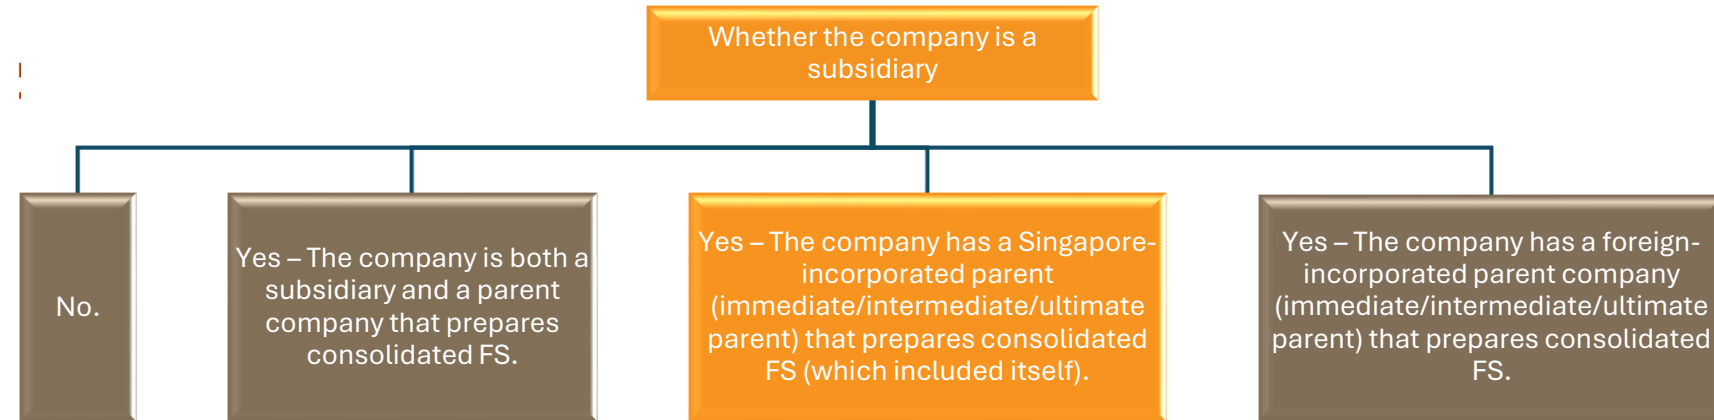 Whether the company is a
subsidiary
No.
Yes – The company is both a
subsidiary and a parent
company that prepares
consolidated FS.
Yes – The company has a Singapore-
incorporated parent
(immediate/intermediate/ultimate
parent) that prepares consolidated
FS (which included itself).
Yes – The company has a foreign-
incorporated parent company
(immediate/intermediate/ultimate
parent) that prepares consolidated
FS.